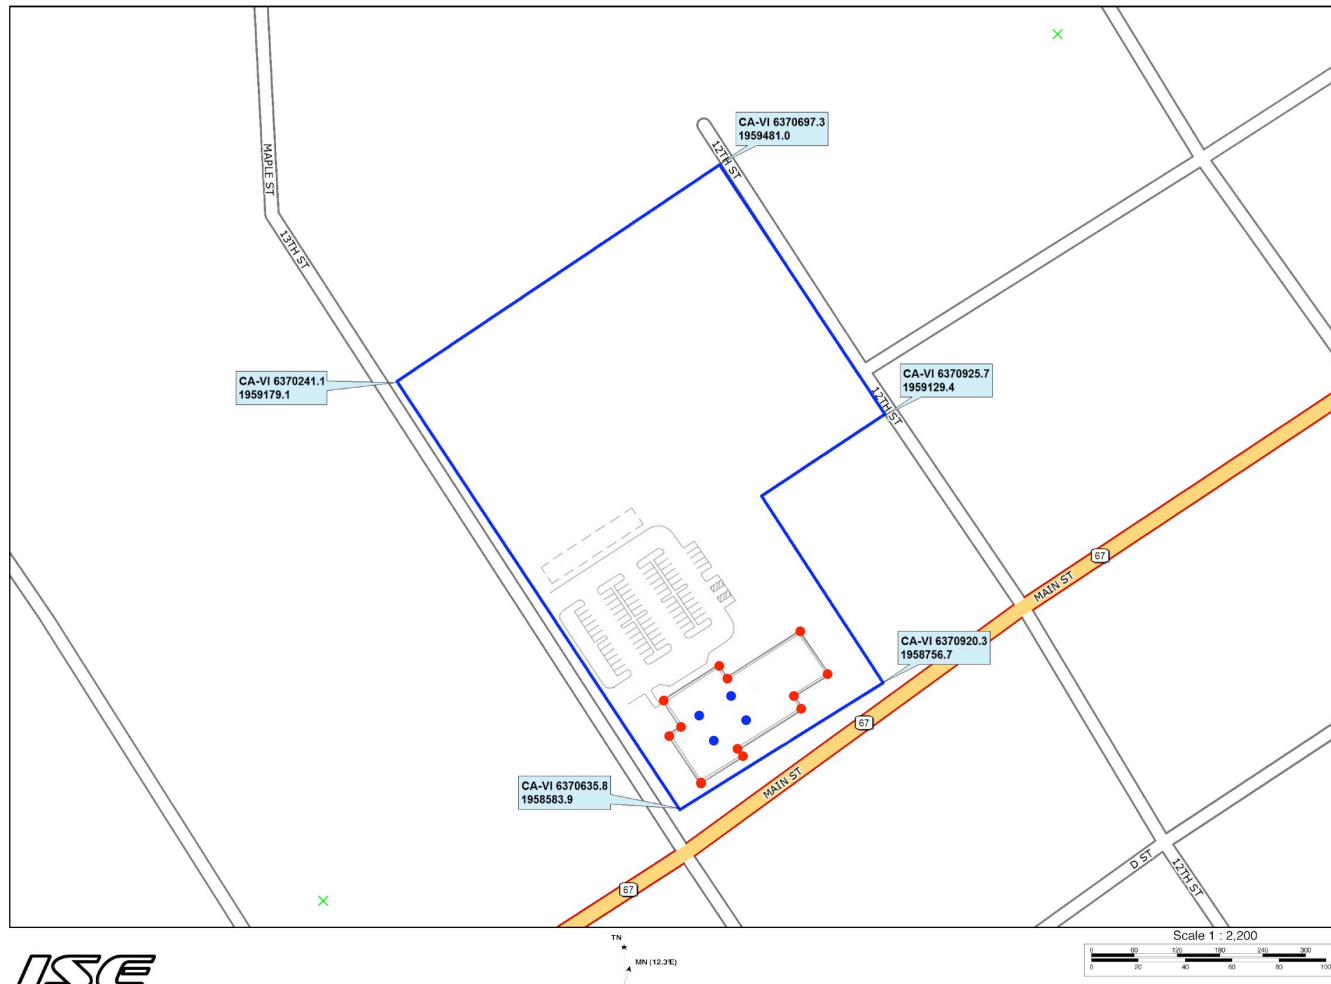 CA-VI 6370697.3
1959481.0
12TH ST
MAPLE ST
13TH ST
CA-VI 6370241.1
1959179.1
CA-VI 6370925.7
1959129.4
12TH ST
67
MAIN ST
CA-VI 6370920.3
1958756.7
67
MAIN ST
CA-VI 6370635.8
1958583.9
D ST
12TH ST
67
ISE
TN
MN (12.3°E)
Scale 1 : 2,200
0 60 120 180 240 300
0 20 40 60 80 100